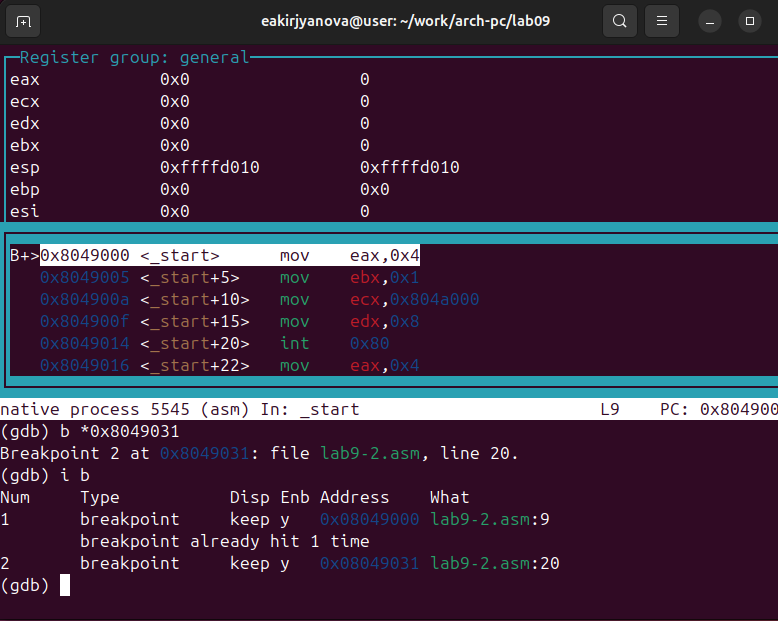 eakirjyanova@user: ~/work/arch-pc/lab09
Register group: general
eax 0x0 0
ecx 0x0 0
edx 0x0 0
ebx 0x0 0
esp 0xffffd010 0xffffd010
ebp 0x0 0x0
esi 0x0 0
B+>0x8049000 <_start> mov eax,0x4
0x8049005 <_start+5> mov ebx,0x1
0x804900a <_start+10> mov ecx,0x804a000
0x804900f <_start+15> mov edx,0x8
0x8049014 <_start+20> int 0x80
0x8049016 <_start+22> mov eax,0x4
native process 5545 (asm) In: _start L9 PC: 0x804900
(gdb) b *0x8049031
Breakpoint 2 at 0x8049031: file lab9-2.asm, line 20.
(gdb) i b
Num Type Disp Enb Address What
1 breakpoint keep y 0x08049000 lab9-2.asm:9
breakpoint already hit 1 time
2 breakpoint keep y 0x08049031 lab9-2.asm:20
(gdb)